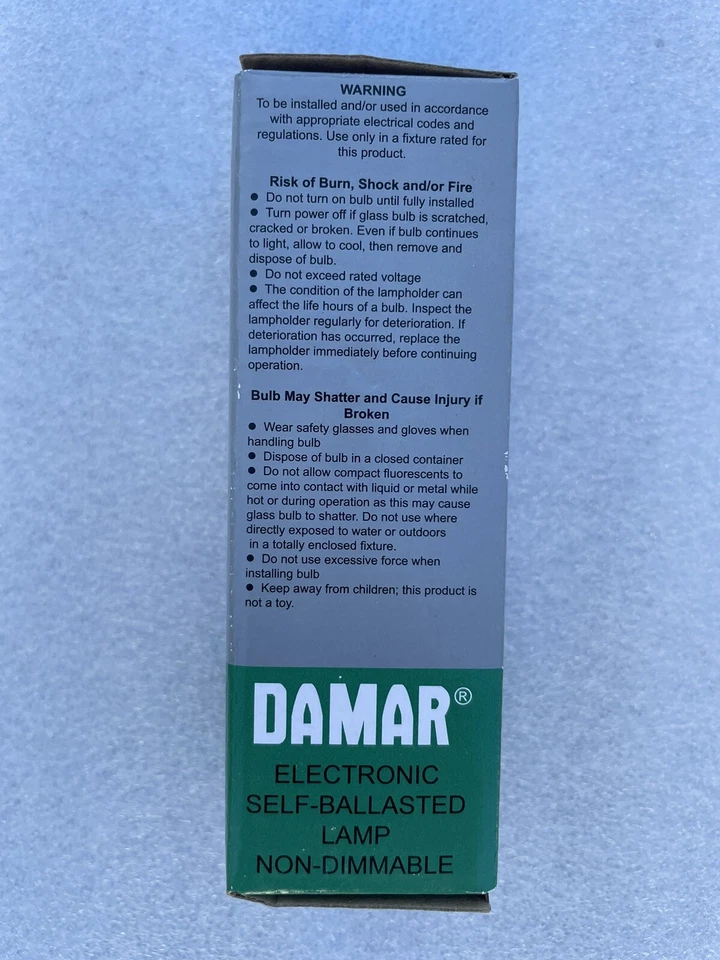 WARNING
To be installed and/or used in accordance
with appropriate electrical codes and
regulations. Use only in a fixture rated for
this product.
Risk of Burn, Shock and/or Fire
● Do not turn on bulb until fully installed
● Turn power off if glass bulb is scratched,
cracked or broken. Even if bulb continues
to light, allow to cool, then remove and
dispose of bulb.
● Do not exceed rated voltage
● The condition of the lampholder can
affect the life hours of a bulb. Inspect the
lampholder regularly for deterioration. If
deterioration has occurred, replace the
lampholder immediately before continuing
operation.
Bulb May Shatter and Cause Injury if
Broken
● Wear safety glasses and gloves when
handling bulb
● Dispose of bulb in a closed container
● Do not allow compact fluorescents to
come into contact with liquid or metal while
hot or during operation as this may cause
glass bulb to shatter. Do not use where
directly exposed to water or outdoors
in a totally enclosed fixture.
● Do not use excessive force when
installing bulb
● Keep away from children; this product is
not a toy.
DAMAR®
ELECTRONIC
SELF-BALLASTED
LAMP
NON-DIMMABLE